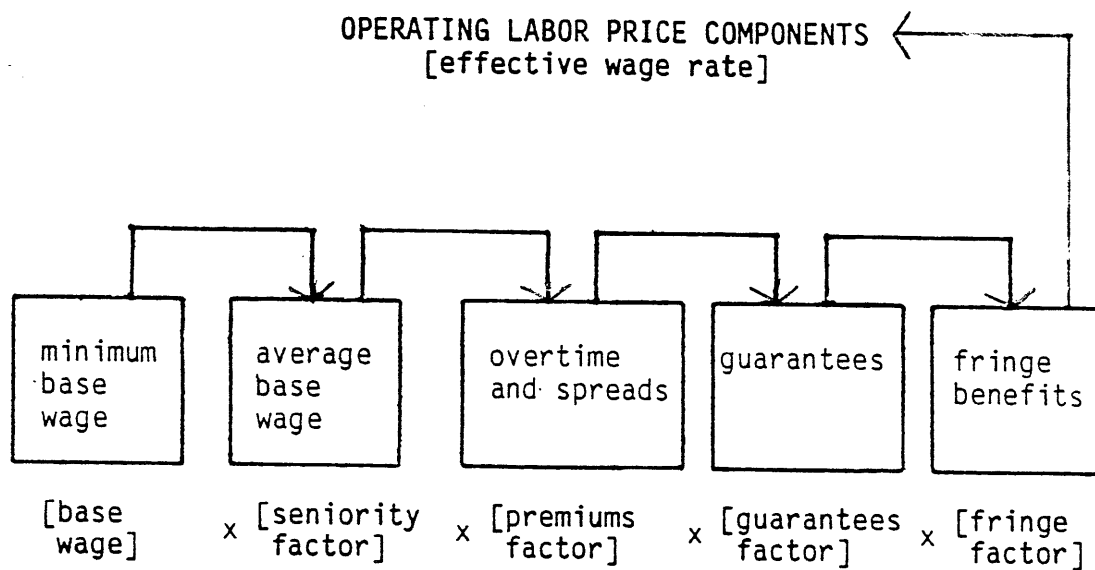 OPERATING LABOR PRICE COMPONENTS
[effective wage rate]
minimum
base
wage
average
base
wage
overtime
and spreads
guarantees
fringe
benefits
[base
wage]
x [seniority
factor]
x [premiums
factor]
x [guarantees
factor]
x [fringe
factor]